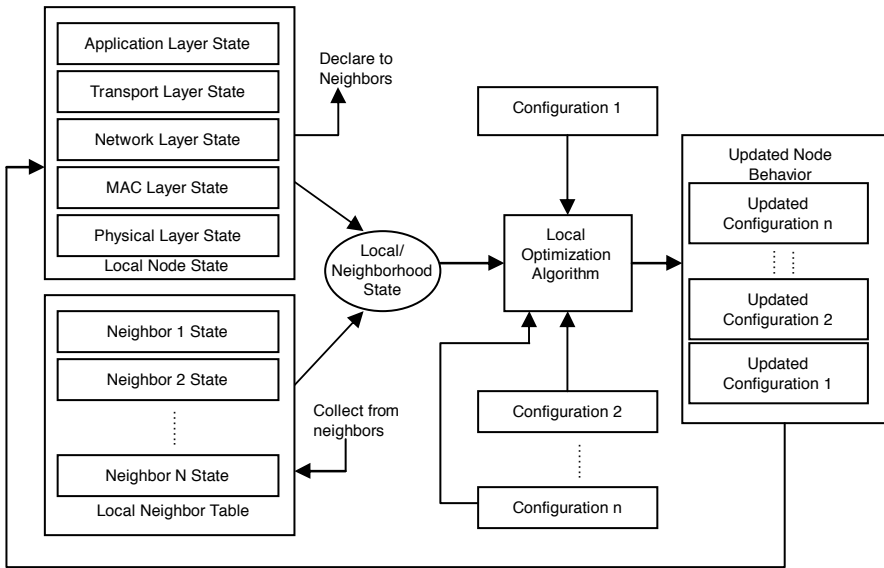 Application Layer State
Transport Layer State
Network Layer State
MAC Layer State
Physical Layer State
Local Node State
Declare to
Neighbors
Neighbor 1 State
Neighbor 2 State
Neighbor N State
Local Neighbor Table
Collect from
neighbors
Local/
Neighborhood
State
Configuration 1
Local
Optimization
Algorithm
Configuration 2
Configuration n
Updated Node
Behavior
Updated
Configuration n
Updated
Configuration 2
Updated
Configuration 1